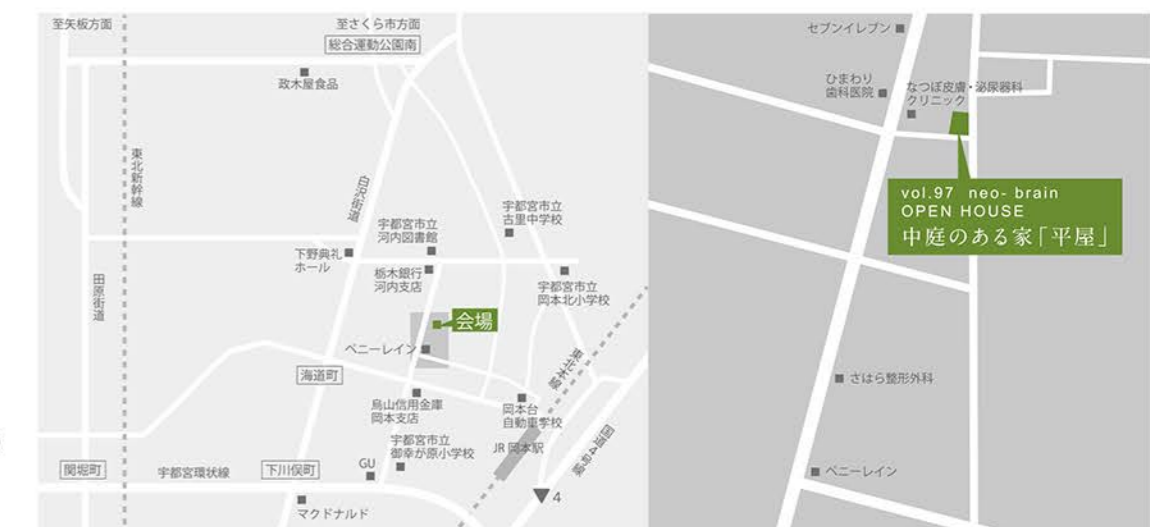 至矢板方面
至さくら市方面
総合運動公園南
政木屋食品
東北新幹線
白沢街道
宇都宮市立
河内図書館
宇都宮市立
古里中学校
下野典礼
ホール
栃木銀行
河内支店
宇都宮市立
岡本北小学校
田原街道
会場
ベニーレイン
東北本線
海道町
烏山信用金庫
岡本支店
岡本台
自動車学校
宇都宮市立
御幸が原小学校
JR 岡本駅
国道4号線
関堀町
宇都宮環状線
下川俣町
GU
4
マクドナルド
セブンイレブン
ひまわり
歯科医院
なつぼ皮膚・泌尿器科
クリニック
vol.97 neo- brain
OPEN HOUSE
中庭のある家「平屋」
さはら整形外科
ベニーレイン